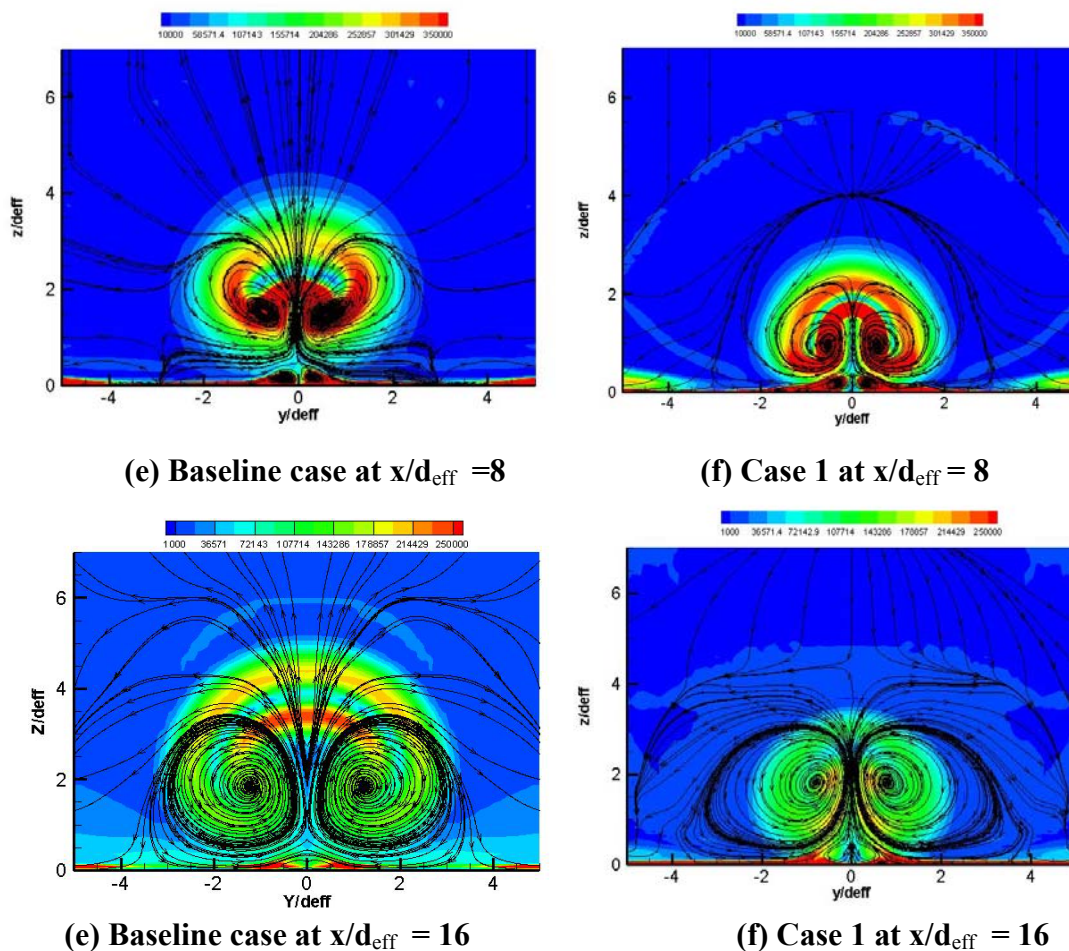 10000 58571.4 107143 155714 204286 252857 301429 350000
6
4
2
0
z/deff
-4 -2 0 2 4
y/deff
(e) Baseline case at x/deff =8
10000 58571.4 107143 155714 204286 252857 301429 350000
6
4
2
0
z/deff
-4 -2 0 2 4
y/deff
(f) Case 1 at x/deff = 8
1000 36571 72143 107714 143286 178857 214429 250000
6
4
2
0
Z/deff
-4 -2 0 2 4
Y/deff
(e) Baseline case at x/deff = 16
1000 36571.4 72142.9 107714 143286 178857 214429 250000
6
4
2
0
z/deff
-4 -2 0 2 4
y/deff
(f) Case 1 at x/deff = 16